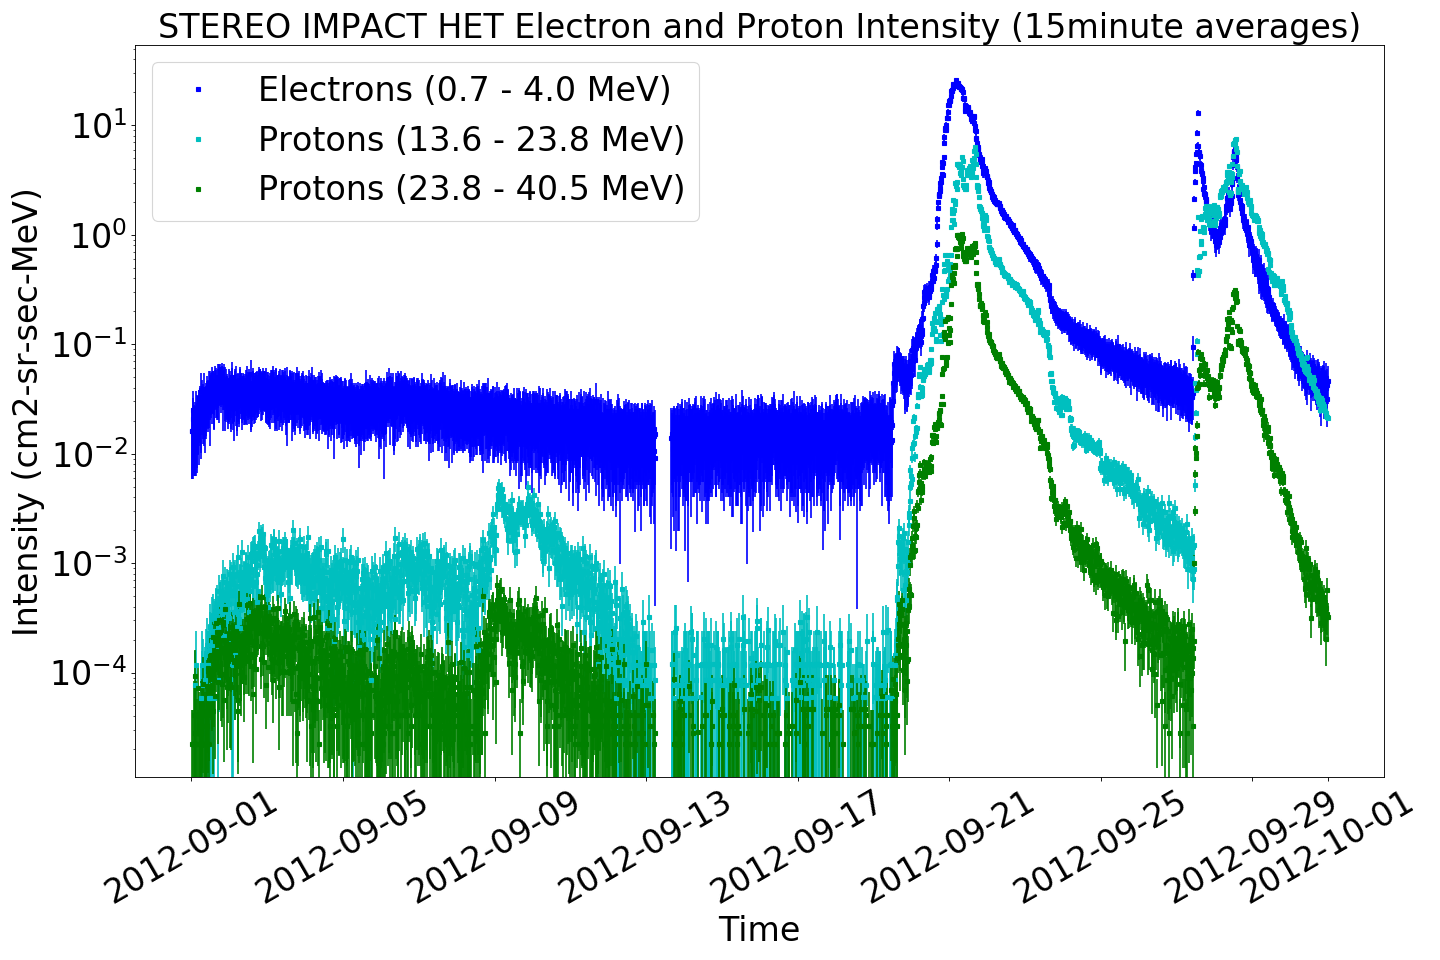 STEREO IMPACT HET Electron and Proton Intensity (15minute averages)
Electrons (0.7 - 4.0 MeV)
Protons (13.6 - 23.8 MeV)
Protons (23.8 - 40.5 MeV)
Intensity (cm2-sr-sec-MeV)
10¹
10⁰
10⁻¹
10⁻²
10⁻³
10⁻⁴
2012-09-01
2012-09-05
2012-09-09
2012-09-13
2012-09-17
2012-09-21
2012-09-25
2012-09-29
2012-10-01
Time